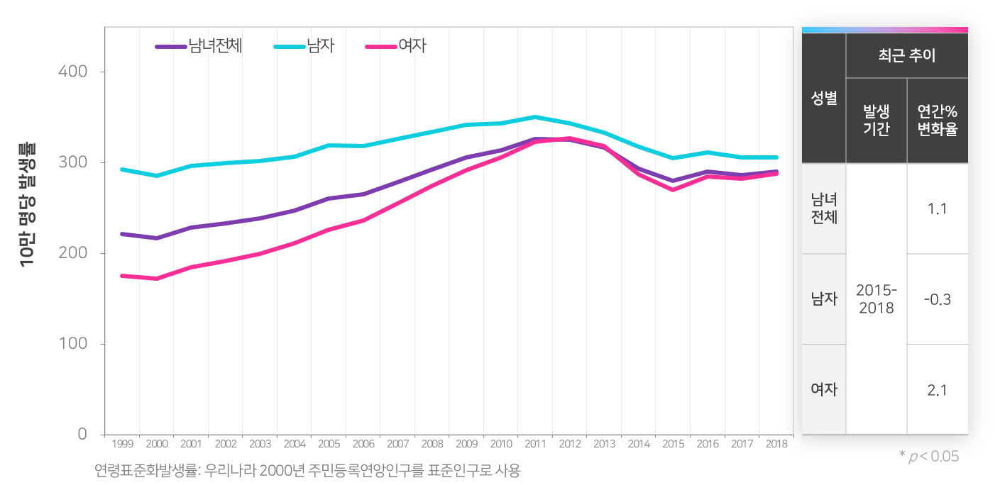 남녀전체 남자 여자
10만 명당 발생률
400
300
200
100
0
1999 2000 2001 2002 2003 2004 2005 2006 2007 2008 2009 2010 2011 2012 2013 2014 2015 2016 2017 2018
연령표준화발생률: 우리나라 2000년 주민등록연앙인구를 표준인구로 사용
성별
최근 추이
발생
기간
연간%
변화율
남녀
전체
1.1
남자
2015-
2018
-0.3
여자
2.1
* p < 0.05